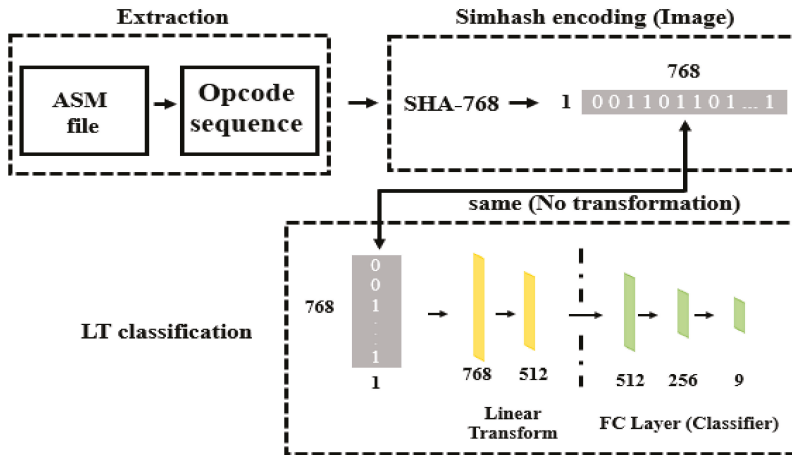 Extraction
Simhash encoding (Image)
ASM
file
Opcode
sequence
SHA-768
768
1
0 0 1 1 0 1 1 0 1 ... 1
same (No transformation)
LT classification
768
0
0
1
.
.
.
1
1
768
512
512
256
9
Linear
Transform
FC Layer (Classifier)